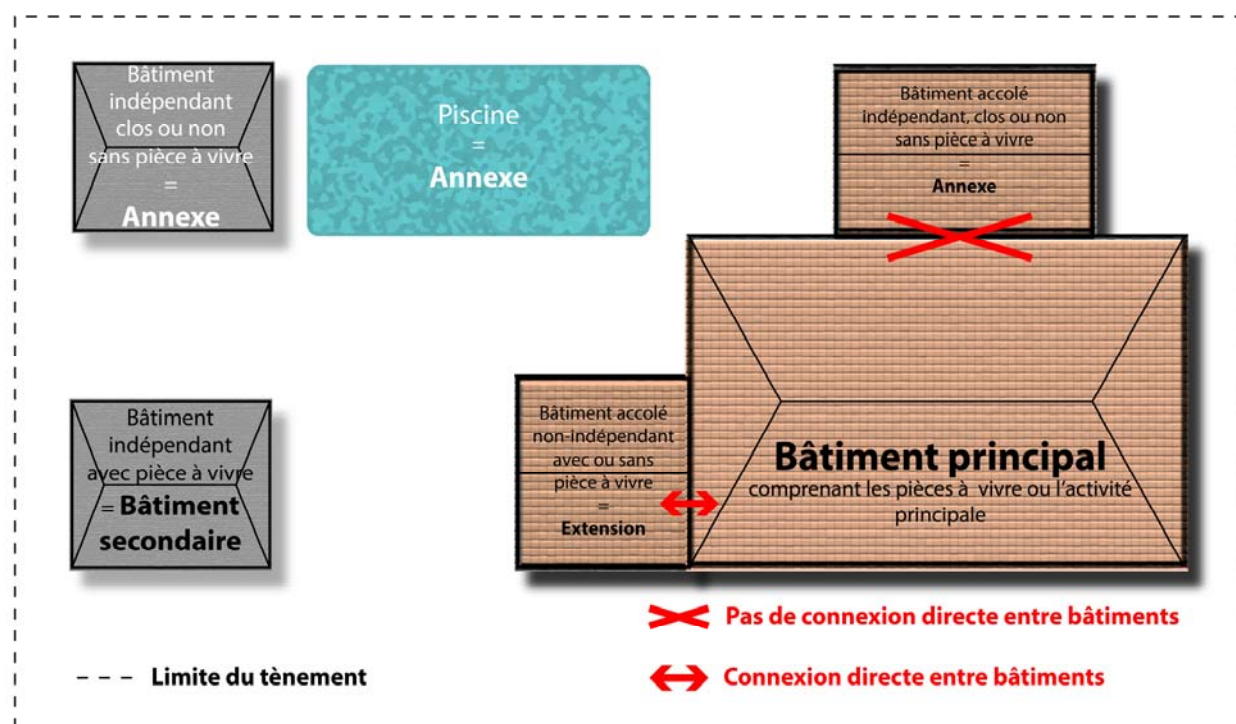 Bâtiment
indépendant
clos ou non
sans pièce à vivre
=
Annexe
Piscine
=
Annexe
Bâtiment accolé
indépendant, clos ou non
sans pièce à vivre
=
Annexe
Bâtiment
indépendant
avec pièce à vivre
= Bâtiment
secondaire
Bâtiment accolé
non-indépendant
avec ou sans
pièce à vivre
=
Extension
Bâtiment principal
comprenant les pièces à vivre ou l'activité
principale
Pas de connexion directe entre bâtiments
Limite du tènement
Connexion directe entre bâtiments